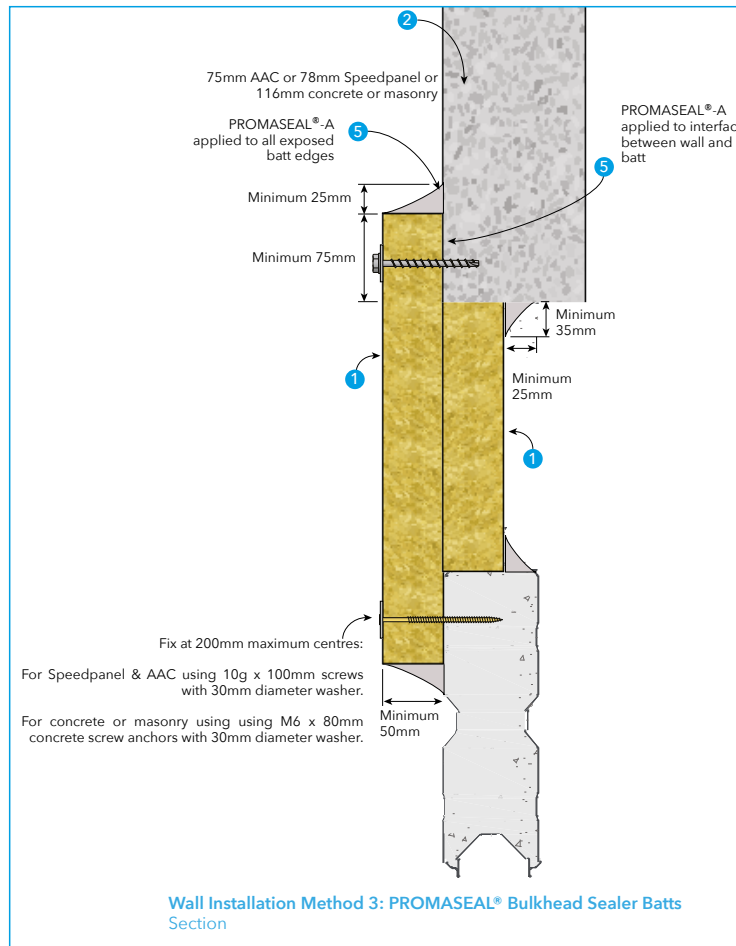 2
75mm AAC or 78mm Speedpanel or
116mm concrete or masonry
PROMASEAL®-A
applied to all exposed
batt edges
5
PROMASEAL®-A
applied to interfac
between wall and
batt
5
Minimum 25mm
Minimum 75mm
Minimum
35mm
Minimum
25mm
1
1
Fix at 200mm maximum centres:
For Speedpanel & AAC using 10g x 100mm screws
with 30mm diameter washer.
For concrete or masonry using using M6 x 80mm
concrete screw anchors with 30mm diameter washer.
Minimum
50mm
Wall Installation Method 3: PROMASEAL® Bulkhead Sealer Batts
Section